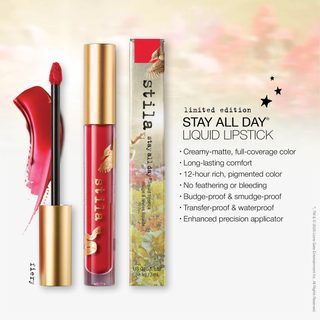 limited edition
STAY ALL DAY®
LIQUID LIPSTICK
• Creamy-matte, full-coverage color
• Long-lasting comfort
• 12-hour rich, pigmented color
• No feathering or bleeding
• Budge-proof & smudge-proof
• Transfer-proof & waterproof
• Enhanced precision applicator
stila
stila
stay all day
fiery